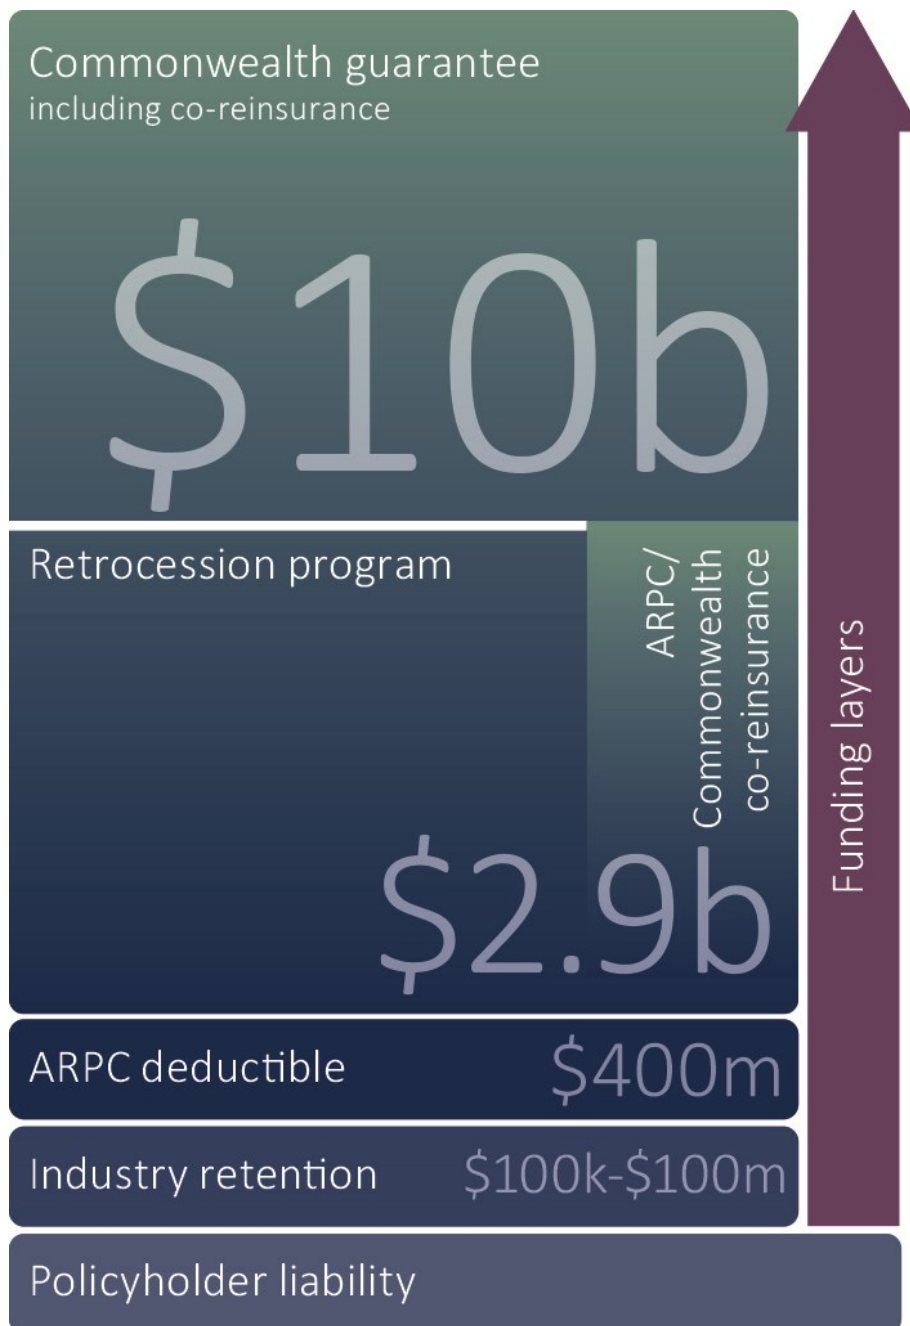 Commonwealth guarantee
including co-reinsurance
$10b
Retrocession program
ARPC/
Commonwealth
co-reinsurance
$2.9b
ARPC deductible
$400m
Industry retention
$100k-$100m
Policyholder liability
Funding layers